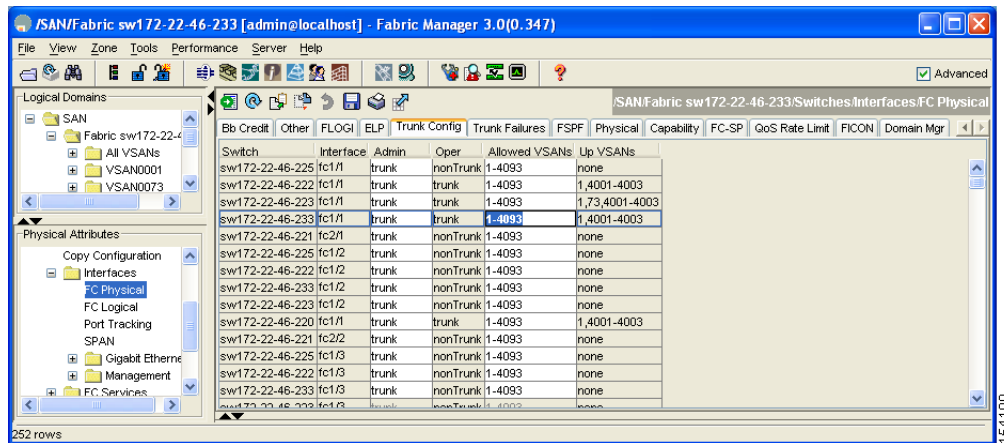 /SAN/Fabric sw172-22-46-233 [admin@localhost] - Fabric Manager 3.0(0.347)
File View Zone Tools Performance Server Help
Advanced
Logical Domains
SAN
Fabric sw172-22-4
All VSANs
VSAN0001
VSAN0073
Physical Attributes
Copy Configuration
Interfaces
FC Physical
FC Logical
Port Tracking
SPAN
Gigabit Etherne
Management
FC Services
/SAN/Fabric sw172-22-46-233/Switches/Interfaces/FC Physical
Bb Credit Other FLOGI ELP Trunk Config Trunk Failures FSPF Physical Capability FC-SP QoS Rate Limit FICON Domain Mgr
Switch Interface Admin Oper Allowed VSANs Up VSANs
sw172-22-46-225 fc1/1 trunk nonTrunk 1-4093 none
sw172-22-46-222 fc1/1 trunk trunk 1-4093 1,4001-4003
sw172-22-46-223 fc1/1 trunk trunk 1-4093 1,73,4001-4003
sw172-22-46-233 fc1/1 trunk trunk 1-4093 1,4001-4003
sw172-22-46-221 fc2/1 trunk nonTrunk 1-4093 none
sw172-22-46-225 fc1/2 trunk nonTrunk 1-4093 none
sw172-22-46-222 fc1/2 trunk nonTrunk 1-4093 none
sw172-22-46-233 fc1/2 trunk nonTrunk 1-4093 none
sw172-22-46-223 fc1/2 trunk nonTrunk 1-4093 none
sw172-22-46-220 fc1/1 trunk trunk 1-4093 1,4001-4003
sw172-22-46-221 fc2/2 trunk nonTrunk 1-4093 none
sw172-22-46-225 fc1/3 trunk nonTrunk 1-4093 none
sw172-22-46-222 fc1/3 trunk nonTrunk 1-4093 none
sw172-22-46-233 fc1/3 trunk nonTrunk 1-4093 none
sw172-22-46-223 fc1/3 trunk nonTrunk 1-4093 none
252 rows